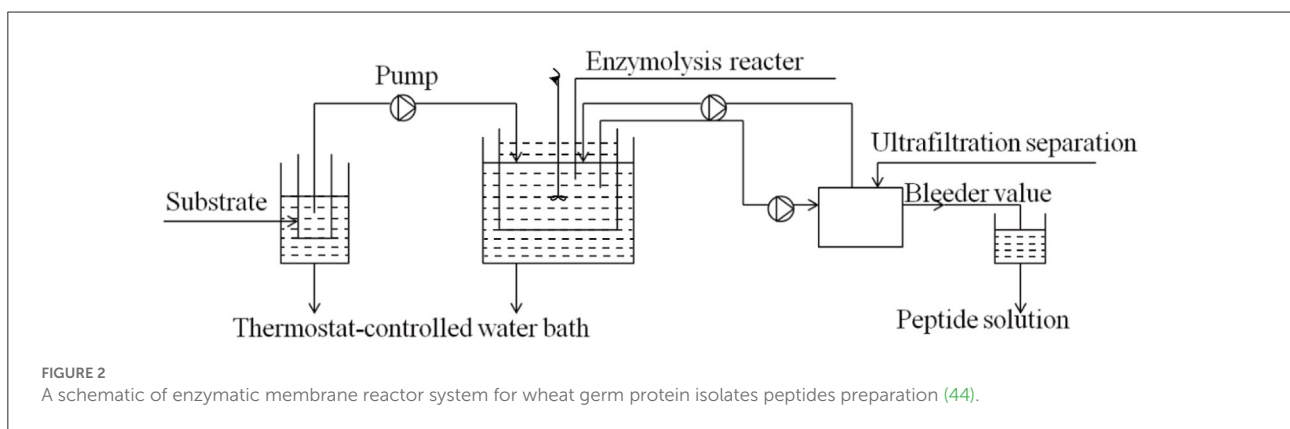 Pump
Enzymolysis reacter
Ultrafiltration separation
Substrate
Bleeder value
Thermostat-controlled water bath
Peptide solution
FIGURE 2
A schematic of enzymatic membrane reactor system for wheat germ protein isolates peptides preparation (44).